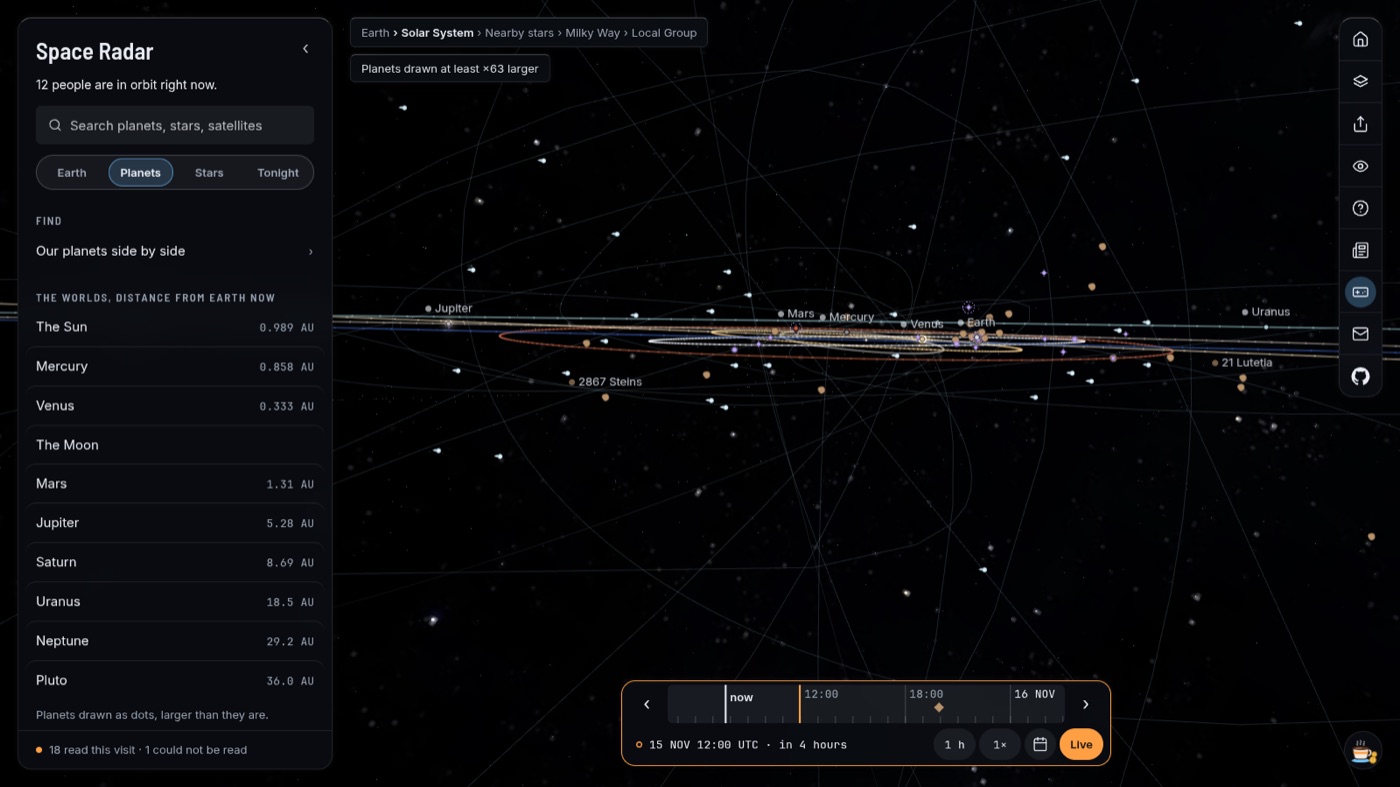 Space Radar
12 people are in orbit right now.
Search planets, stars, satellites
Earth Planets Stars Tonight
FIND
Our planets side by side
THE WORLDS, DISTANCE FROM EARTH NOW
The Sun 0.989 AU
Mercury 0.858 AU
Venus 0.333 AU
The Moon
Mars 1.31 AU
Jupiter 5.28 AU
Saturn 8.69 AU
Uranus 18.5 AU
Neptune 29.2 AU
Pluto 36.0 AU
Planets drawn as dots, larger than they are.
18 read this visit · 1 could not be read
Earth › Solar System › Nearby stars › Milky Way › Local Group
Planets drawn at least ×63 larger
Jupiter
Mars
Mercury
Venus
Earth
Uranus
2867 Steins
21 Lutetia
now 12:00 18:00 16 NOV
15 NOV 12:00 UTC · in 4 hours
1 h 1× Live